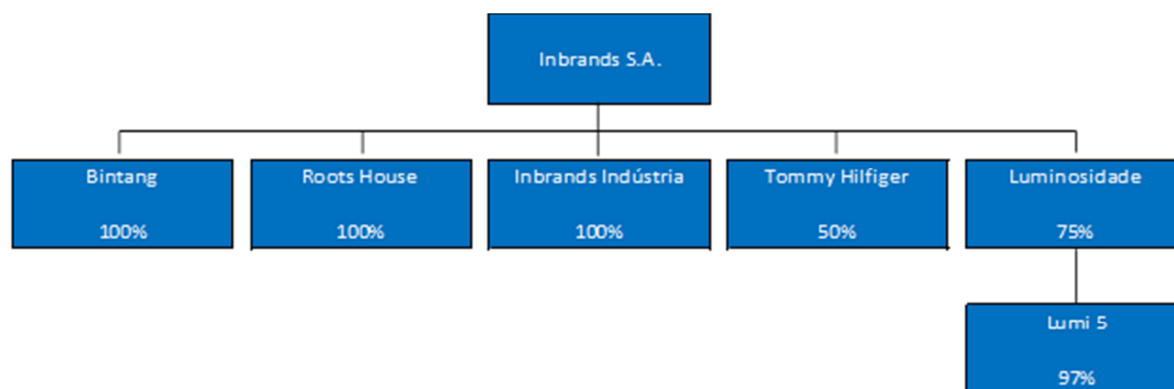 Inbrands S.A.
Bintang
100%
Roots House
100%
Inbrands Indústria
100%
Tommy Hilfiger
50%
Luminosidade
75%
Lumi 5
97%